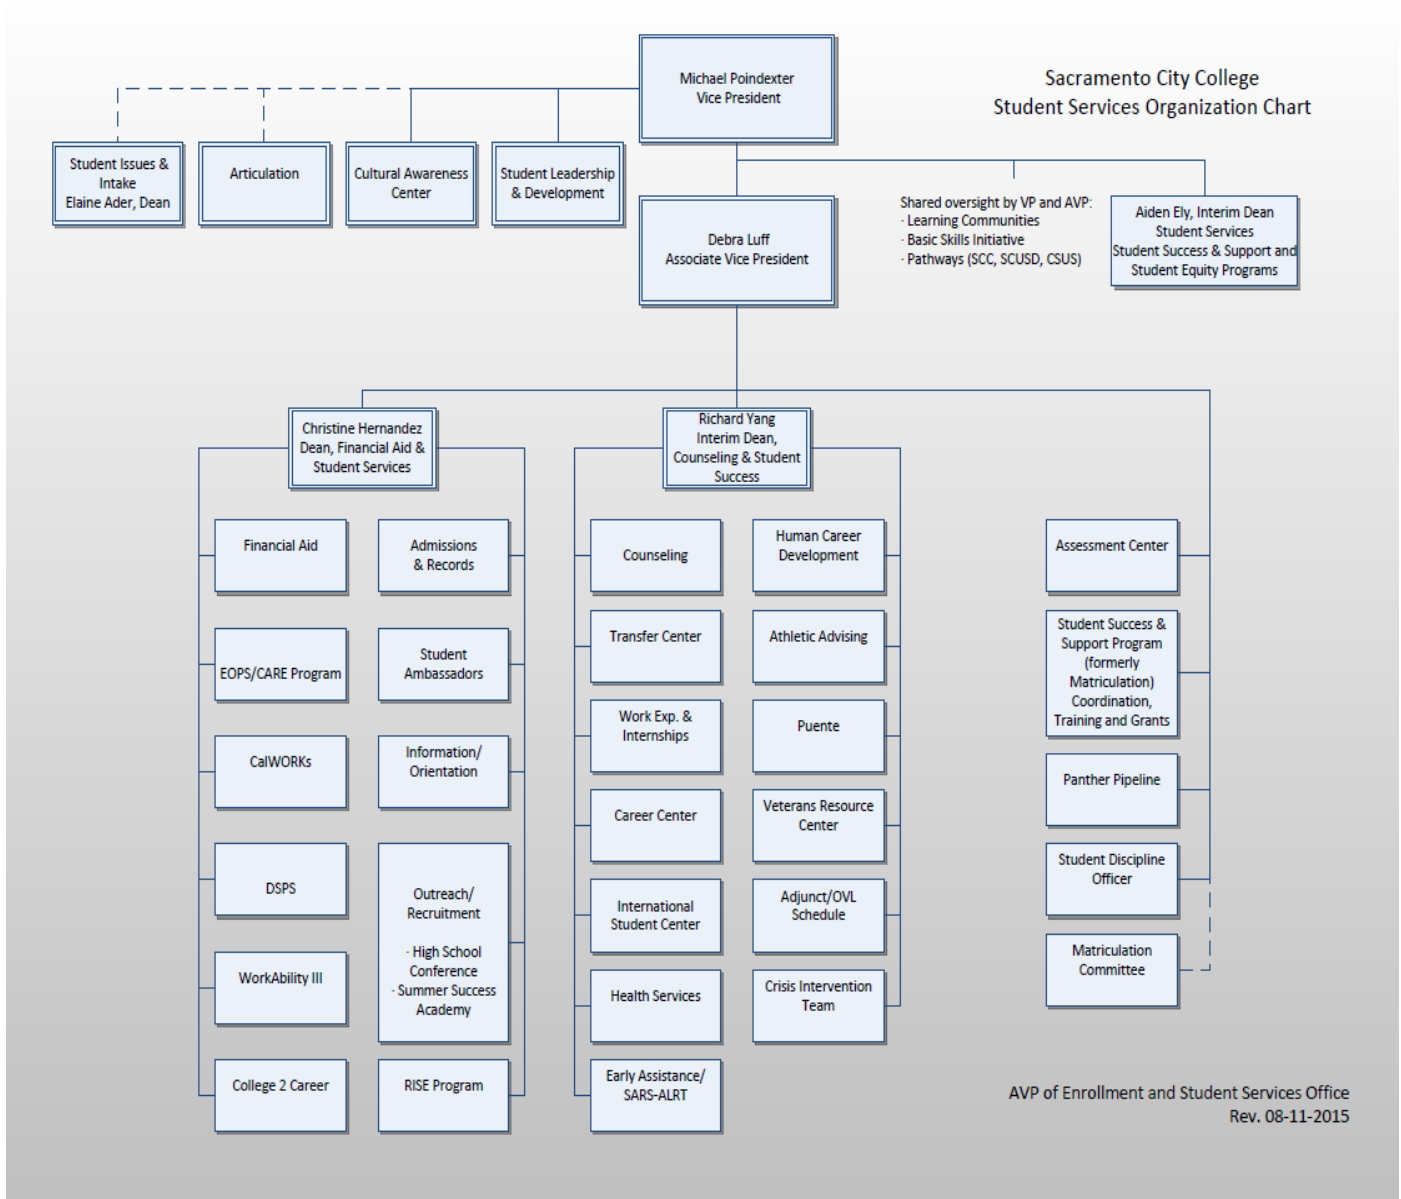 Michael Poindexter
Vice President
Sacramento City College
Student Services Organization Chart
Student Issues &
Intake
Elaine Ader, Dean
Articulation
Cultural Awareness
Center
Student Leadership
& Development
Debra Luff
Associate Vice President
Shared oversight by VP and AVP:
· Learning Communities
· Basic Skills Initiative
· Pathways (SCC, SCUSD, CSUS)
Aiden Ely, Interim Dean
Student Services
Student Success & Support and
Student Equity Programs
Christine Hernandez
Dean, Financial Aid &
Student Services
Richard Yang
Interim Dean,
Counseling & Student
Success
Financial Aid
Admissions
& Records
EOPS/CARE Program
Student
Ambassadors
CalWORKs
Information/
Orientation
DSPS
Outreach/
Recruitment
· High School
Conference
· Summer Success
Academy
WorkAbility III
College 2 Career
RISE Program
Counseling
Human Career
Development
Transfer Center
Athletic Advising
Work Exp. &
Internships
Puente
Career Center
Veterans Resource
Center
International
Student Center
Adjunct/OVL
Schedule
Health Services
Crisis Intervention
Team
Early Assistance/
SARS-ALRT
Assessment Center
Student Success &
Support Program
(formerly
Matriculation)
Coordination,
Training and Grants
Panther Pipeline
Student Discipline
Officer
Matriculation
Committee
AVP of Enrollment and Student Services Office
Rev. 08-11-2015